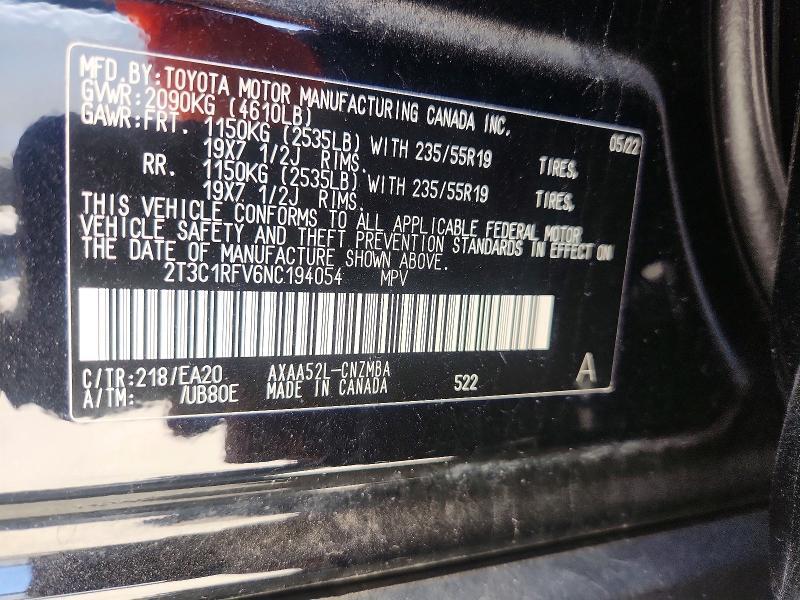 MFD.BY:TOYOTA MOTOR MANUFACTURING CANADA INC.
GVWR:2090KG (4610LB) 05/22
GAWR:FRT. 1150KG (2535LB) WITH 235/55R19 TIRES,
19X7 1/2J RIMS.
RR. 1150KG (2535LB) WITH 235/55R19 TIRES,
19X7 1/2J RIMS.
THIS VEHICLE CONFORMS TO ALL APPLICABLE FEDERAL MOTOR
VEHICLE SAFETY AND THEFT PREVENTION STANDARDS IN EFFECT ON
THE DATE OF MANUFACTURE SHOWN ABOVE.
2T3C1RFV6NC194054 MPV
C/TR:218/EA20 AXAA52L-CNZMBA
A/TM: /UB80E MADE IN CANADA 522 A